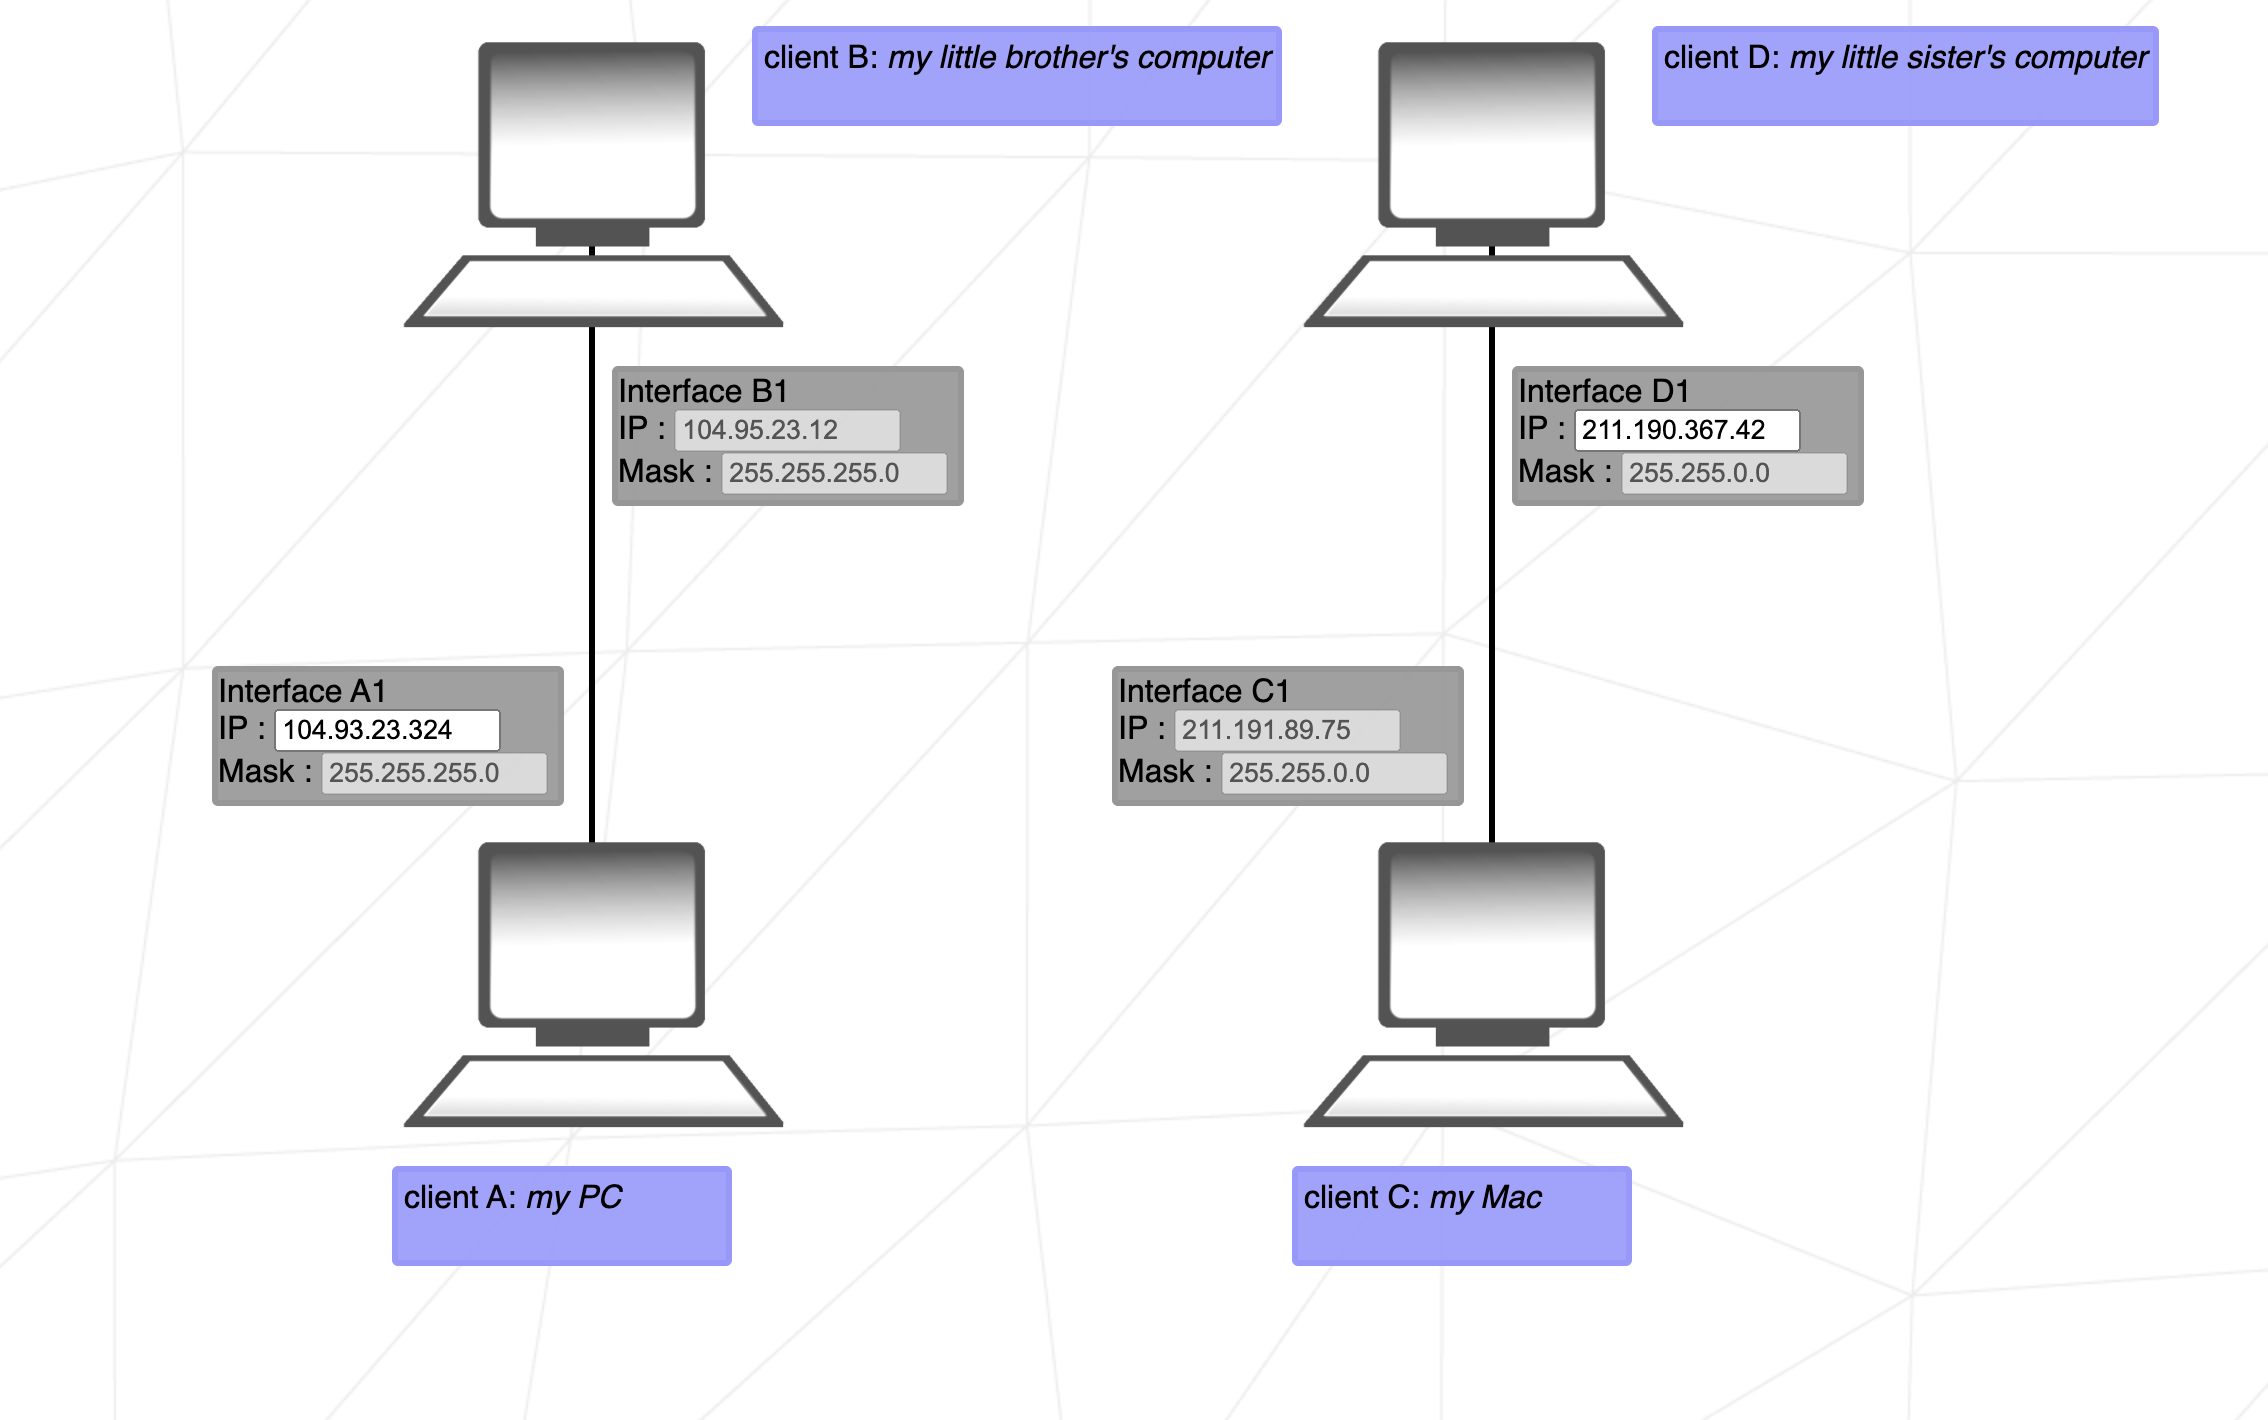 client B: my little brother's computer
client D: my little sister's computer
Interface B1
IP : 104.95.23.12
Mask : 255.255.255.0
Interface D1
IP : 211.190.367.42
Mask : 255.255.0.0
Interface A1
IP : 104.93.23.324
Mask : 255.255.255.0
Interface C1
IP : 211.191.89.75
Mask : 255.255.0.0
client A: my PC
client C: my Mac